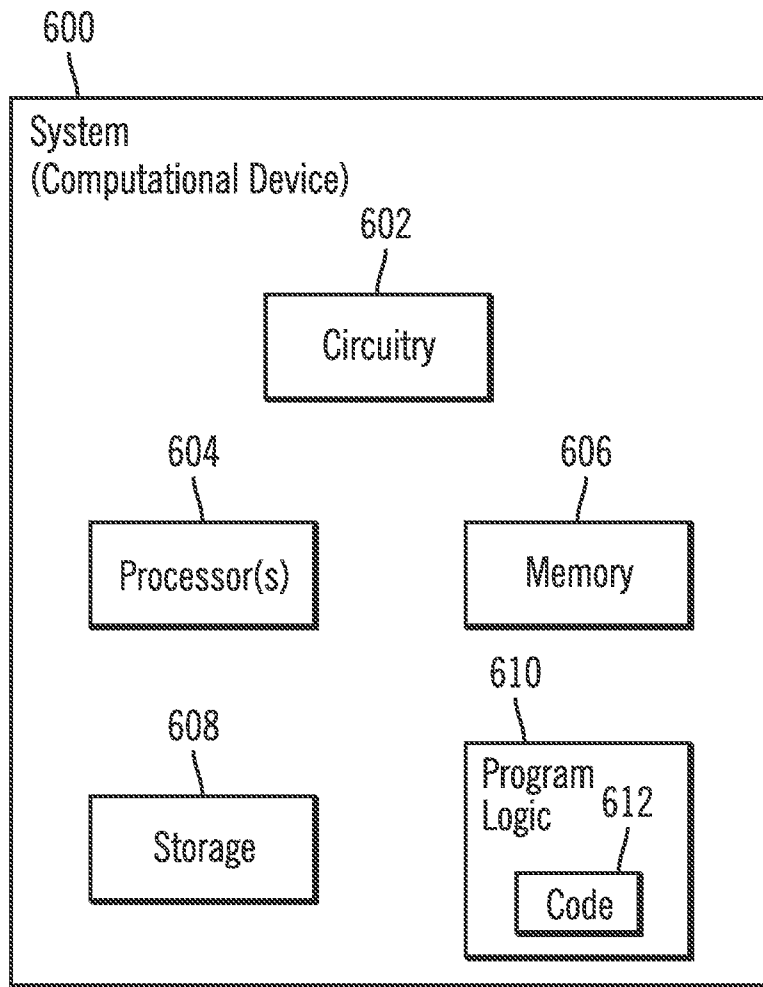 600
System
(Computational Device)
602
Circuitry
604
606
Processor(s)
Memory
610
608
Program
Logic
612
Storage
Code